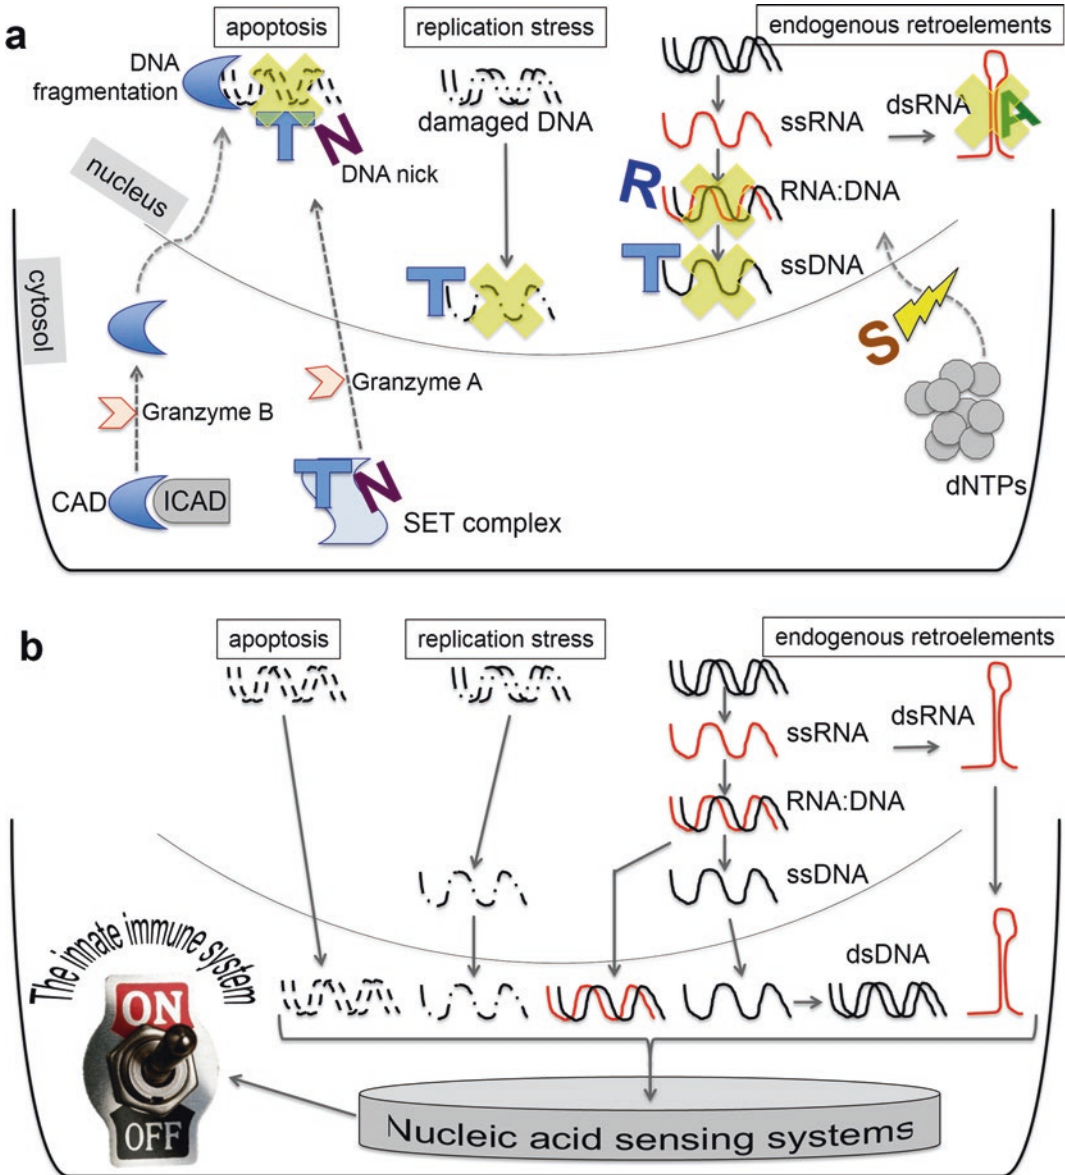 a
apoptosis
replication stress
endogenous retroelements
DNA
fragmentation
T
N
DNA nick
damaged DNA
ssRNA
dsRNA
A
R
RNA:DNA
T
T
ssDNA
nucleus
cytosol
S
Granzyme A
Granzyme B
dNTPs
CAD
ICAD
T
N
SET complex
b
apoptosis
replication stress
endogenous retroelements
ssRNA
dsRNA
RNA:DNA
ssDNA
The innate immune system
dsDNA
ON
OFF
Nucleic acid sensing systems